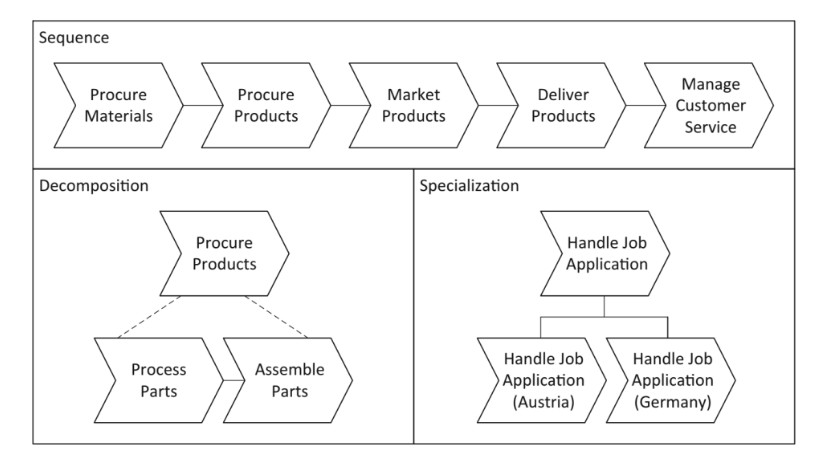 Sequence
Procure
Materials
Procure
Products
Market
Products
Deliver
Products
Manage
Customer
Service
Decomposition
Procure
Products
Process
Parts
Assemble
Parts
Specialization
Handle Job
Application
Handle Job
Application
(Austria)
Handle Job
Application
(Germany)